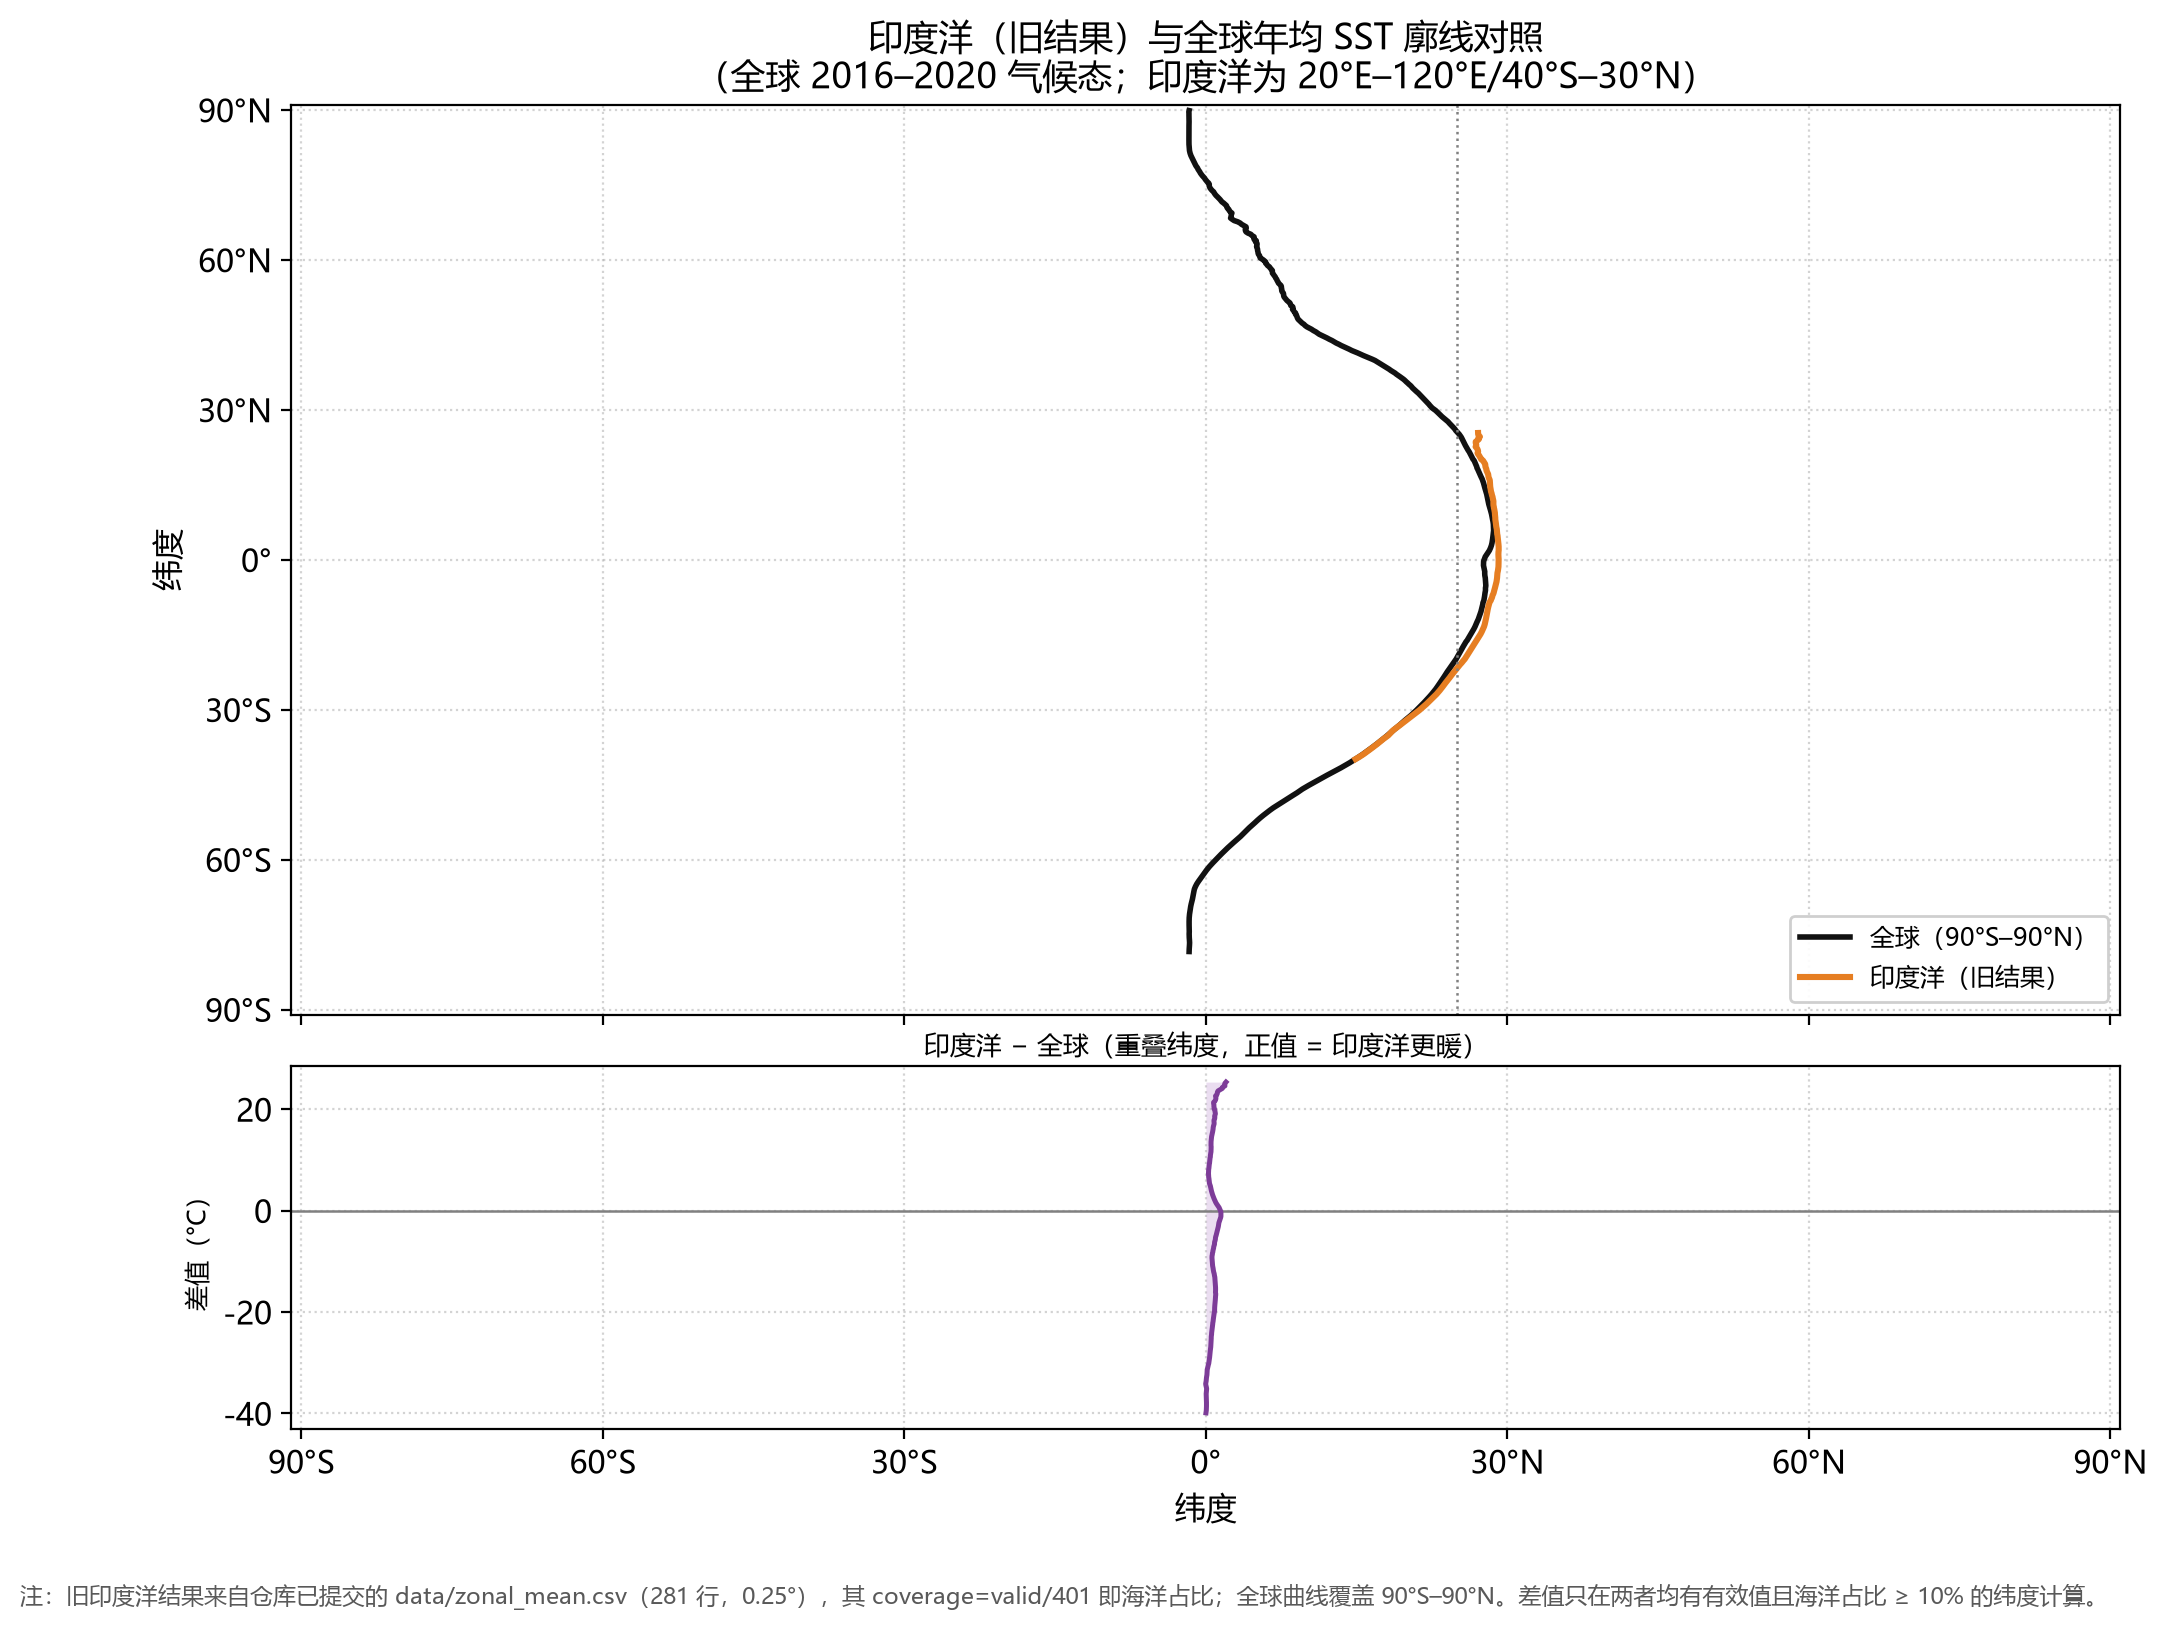 印度洋（旧结果）与全球年均 SST 廓线对照
（全球 2016–2020 气候态；印度洋为 20°E–120°E/40°S–30°N）
90°N
60°N
30°N
0°
30°S
60°S
90°S
纬度
全球（90°S–90°N）
印度洋（旧结果）
印度洋 − 全球（重叠纬度，正值 = 印度洋更暖）
20
0
-20
-40
差值（°C）
90°S 60°S 30°S 0° 30°N 60°N 90°N
纬度
注：旧印度洋结果来自仓库已提交的 data/zonal_mean.csv（281 行，0.25°），其 coverage=valid/401 即海洋占比；全球曲线覆盖 90°S–90°N。差值只在两者均有有效值且海洋占比 ≥ 10% 的纬度计算。